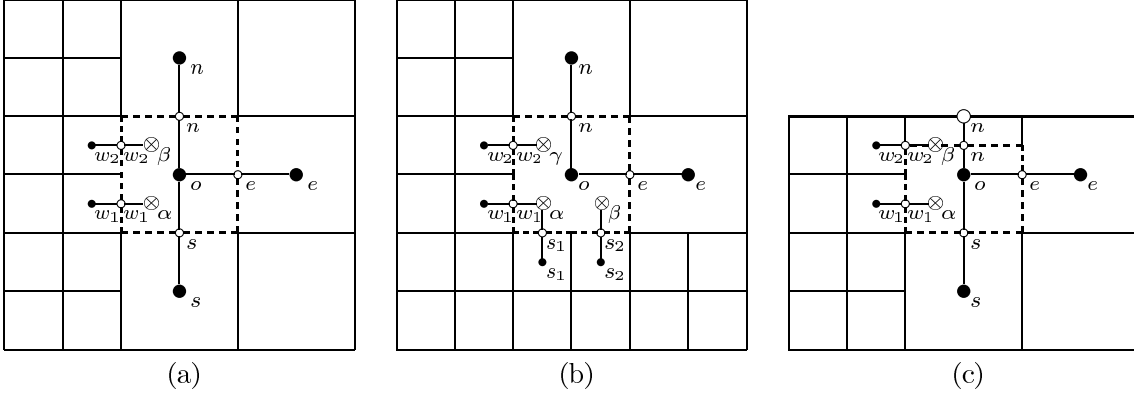 n n n
n n n
w₂ w₂ β w₂ w₂ γ w₂ w₂ β n
o e e o e e o e e
w₁ w₁ α w₁ w₁ α β w₁ w₁ α
s s₁ s₂ s
s s₁ s₂ s
(a) (b) (c)